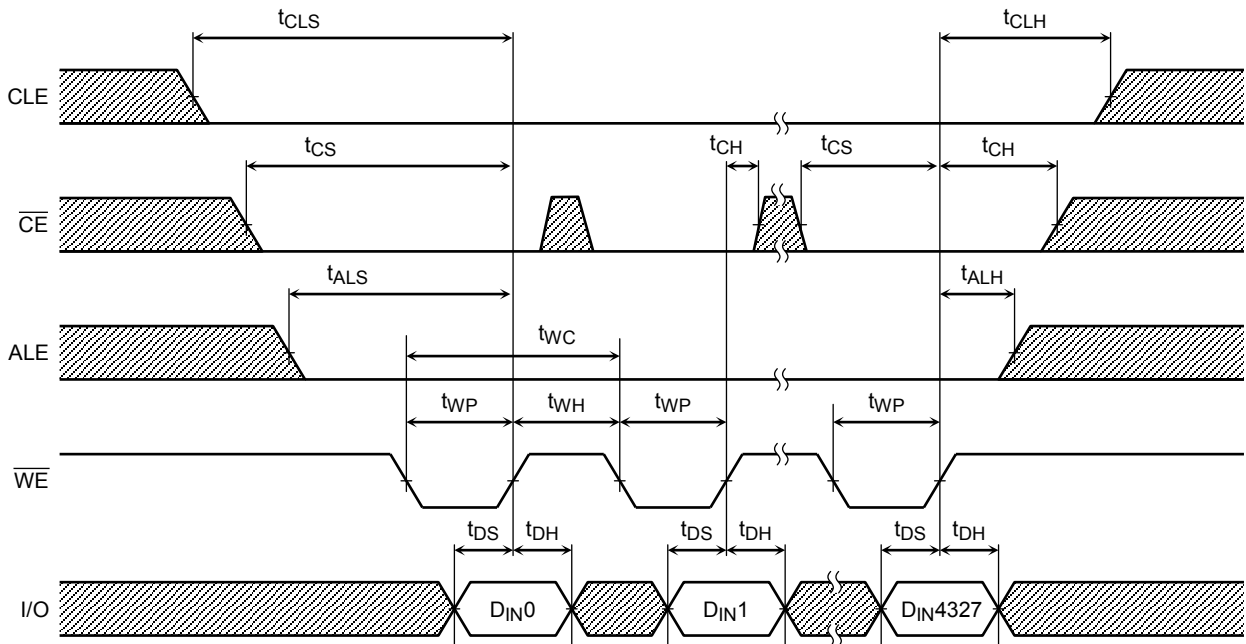 tCLS
tCLH
CLE
tCS
tCH
tCS
tCH
CE
tALS
tALH
ALE
tWC
tWP
tWH
tWP
tWP
WE
tDS
tDH
tDS
tDH
tDS
tDH
I/O
DIN0
DIN1
DIN4327